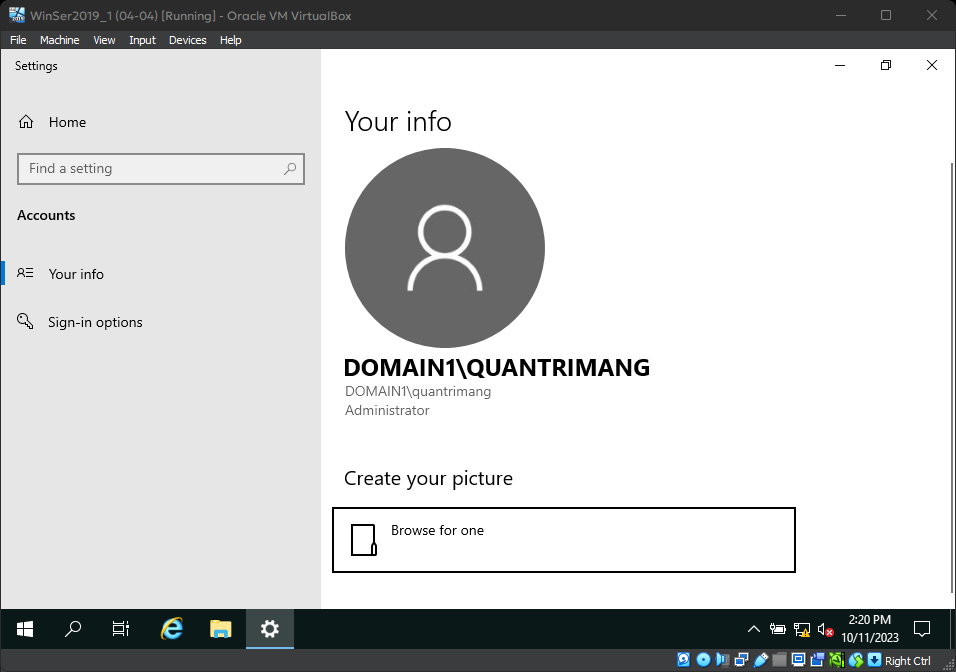 WinSer2019_1 (04-04) [Running] - Oracle VM VirtualBox
File Machine View Input Devices Help
Settings
Home
Find a setting
Accounts
Your info
Sign-in options
Your info
DOMAIN1\QUANTRIMANG
DOMAIN1\quantrimang
Administrator
Create your picture
Browse for one
2:20 PM
10/11/2023
Right Ctrl